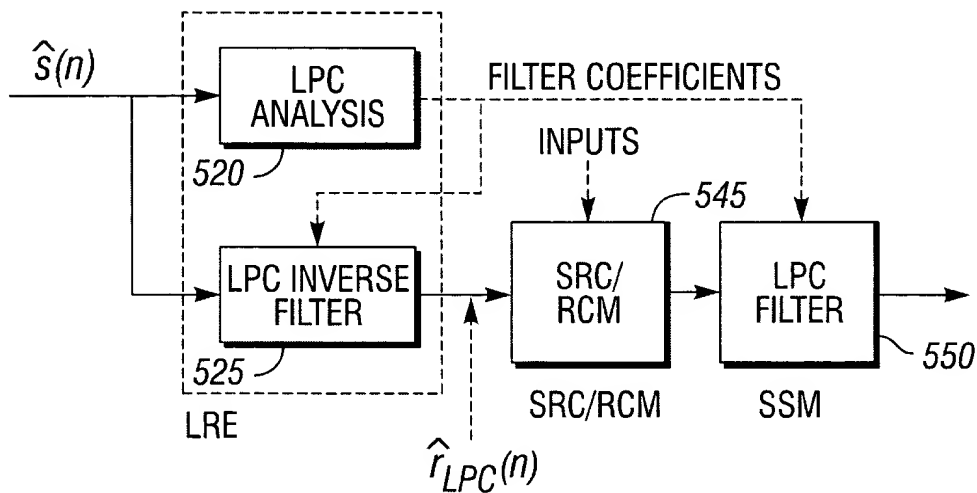 ŝ(n)
LPC
ANALYSIS
520
FILTER COEFFICIENTS
INPUTS
545
LPC INVERSE
FILTER
525
SRC/
RCM
LPC
FILTER
550
LRE
SRC/RCM
SSM
r̂LPC(n)